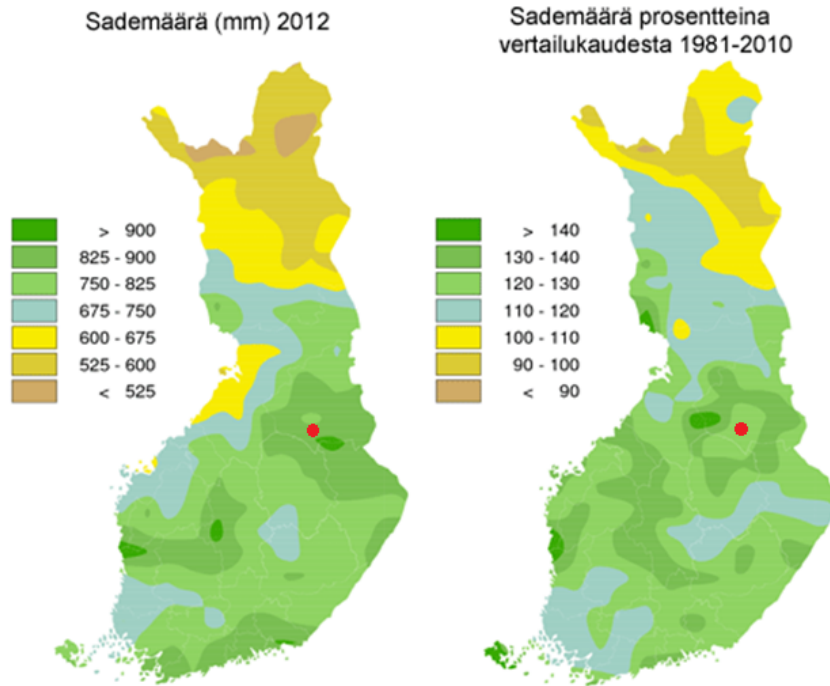 Sademäärä (mm) 2012
> 900
825 - 900
750 - 825
675 - 750
600 - 675
525 - 600
< 525
Sademäärä prosentteina
vertailukaudesta 1981-2010
> 140
130 - 140
120 - 130
110 - 120
100 - 110
90 - 100
< 90